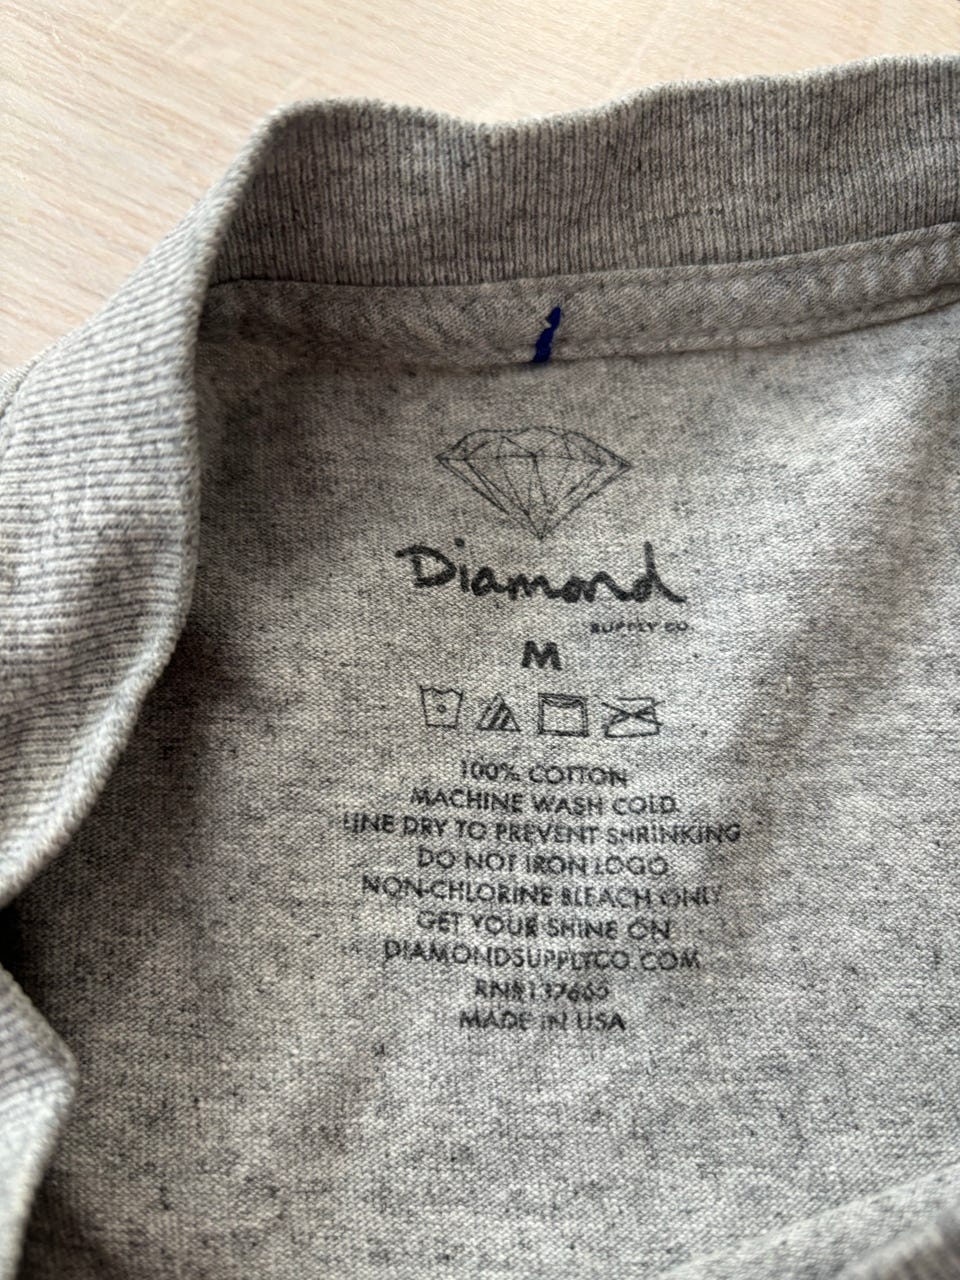 Diamond
SUPPLY CO.
M
100% COTTON
MACHINE WASH COLD
LINE DRY TO PREVENT SHRINKING
DO NOT IRON LOGO
NON-CHLORINE BLEACH ONLY
GET YOUR SHINE ON
DIAMONDSUPPLYCO.COM
MADE IN USA